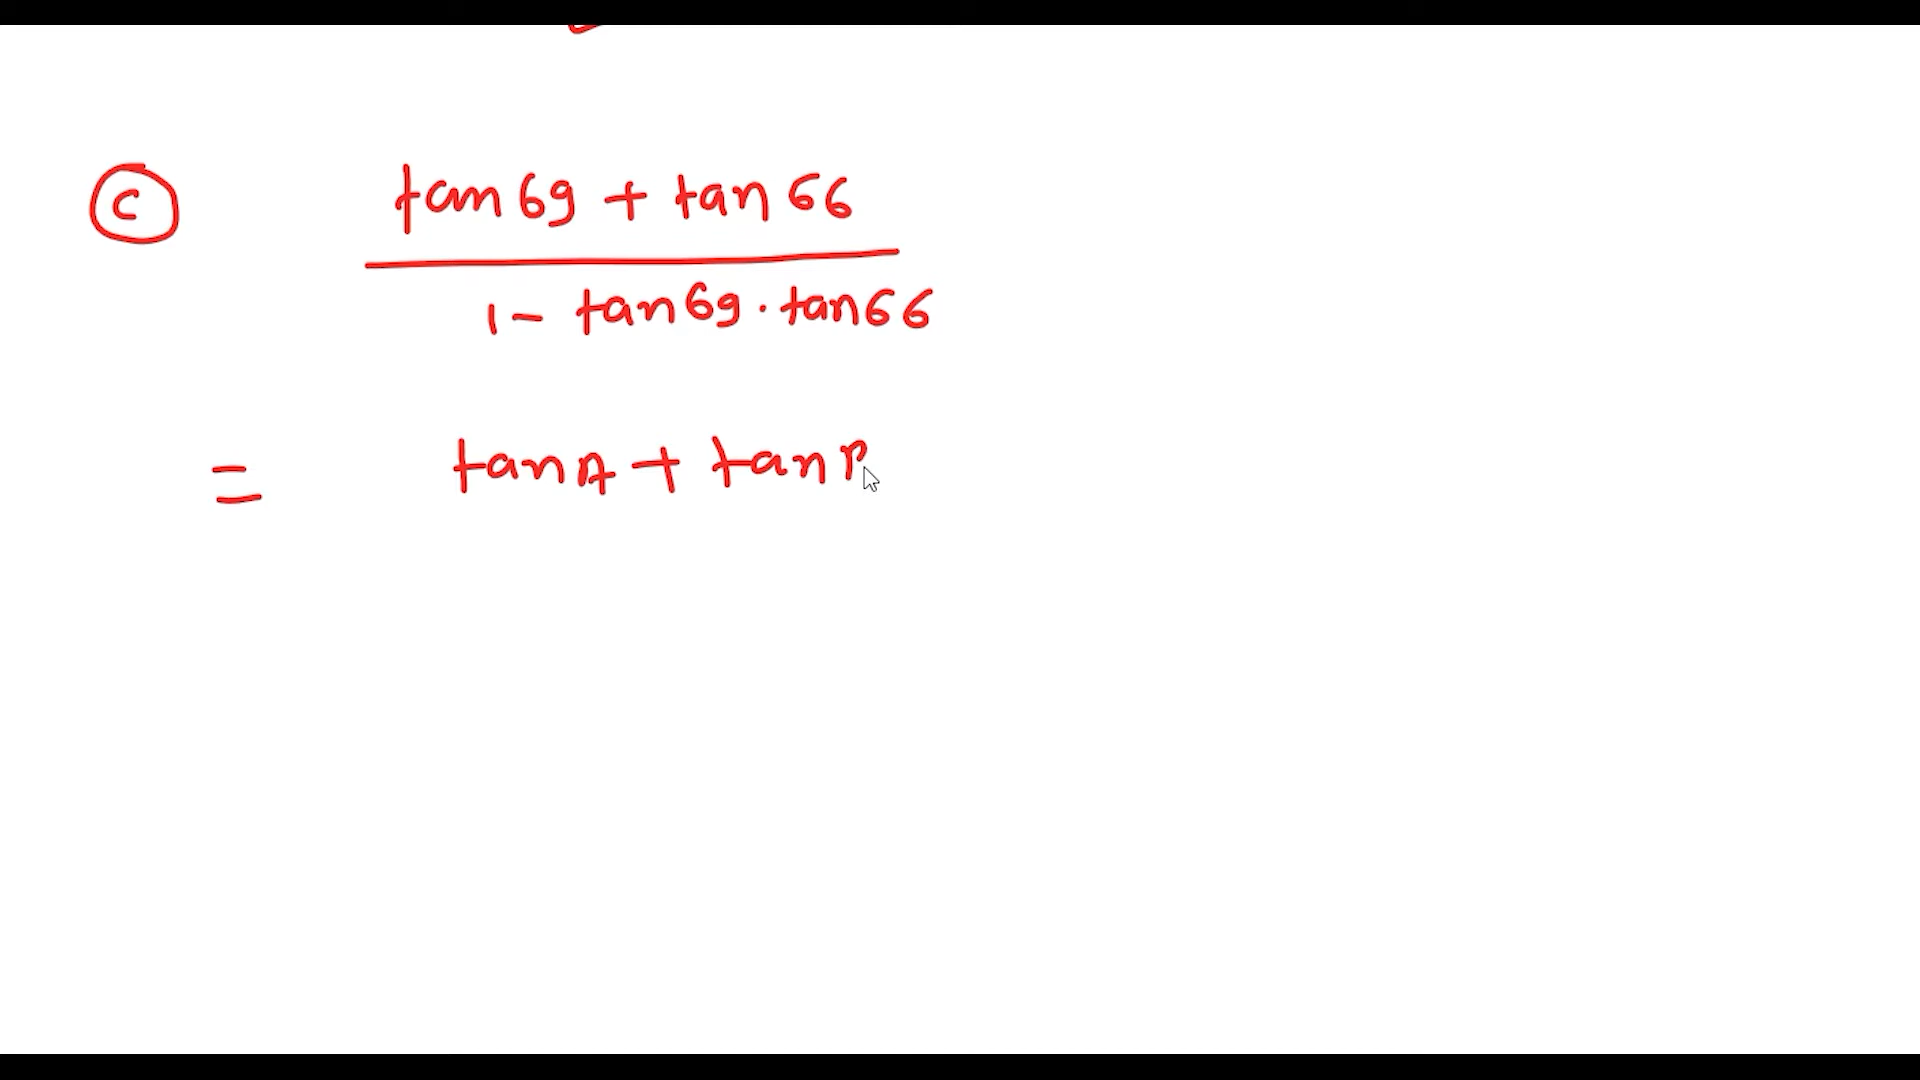 C
tan 69 + tan 66
1 - tan 69 . tan 66
= tan A + tan